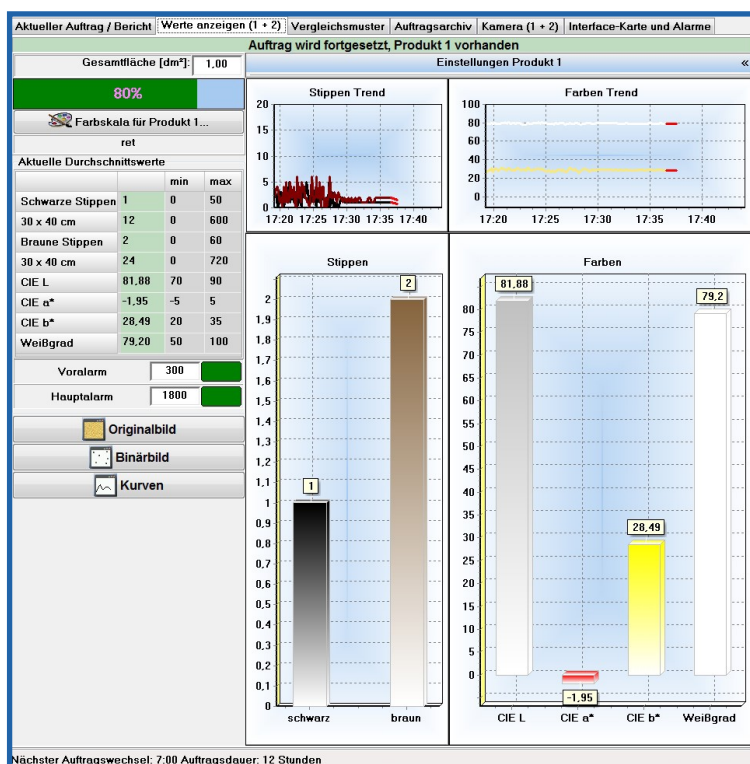 Aktueller Auftrag / Bericht Werte anzeigen (1 + 2) Vergleichsmuster Auftragsarchiv Kamera (1 + 2) Interface-Karte und Alarme
Auftrag wird fortgesetzt, Produkt 1 vorhanden
Gesamtfläche [dm²]: 1,00
80%
Farbskala für Produkt 1...
ret
Aktuelle Durchschnittswerte
min max
Schwarze Stippen 1 0 50
30 x 40 cm 12 0 600
Braune Stippen 2 0 60
30 x 40 cm 24 0 720
CIE L 81,88 70 90
CIE a* -1,95 -5 5
CIE b* 28,49 20 35
Weißgrad 79,20 50 100
Voralarm 300
Hauptalarm 1800
Originalbild
Binärbild
Kurven
Einstellungen Produkt 1 «
Stippen Trend
20
15
10
5
0
17:20 17:25 17:30 17:35 17:40
Farben Trend
100
80
60
40
20
0
17:20 17:25 17:30 17:35 17:40
Stippen
2
1
2
1,9
1,8
1,7
1,6
1,5
1,4
1,3
1,2
1,1
1
0,9
0,8
0,7
0,6
0,5
0,4
0,3
0,2
0,1
0
schwarz braun
Farben
81,88
79,2
28,49
-1,95
80
75
70
65
60
55
50
45
40
35
30
25
20
15
10
5
0
CIE L CIE a* CIE b* Weißgrad
Nächster Auftragswechsel: 7:00 Auftragsdauer: 12 Stunden